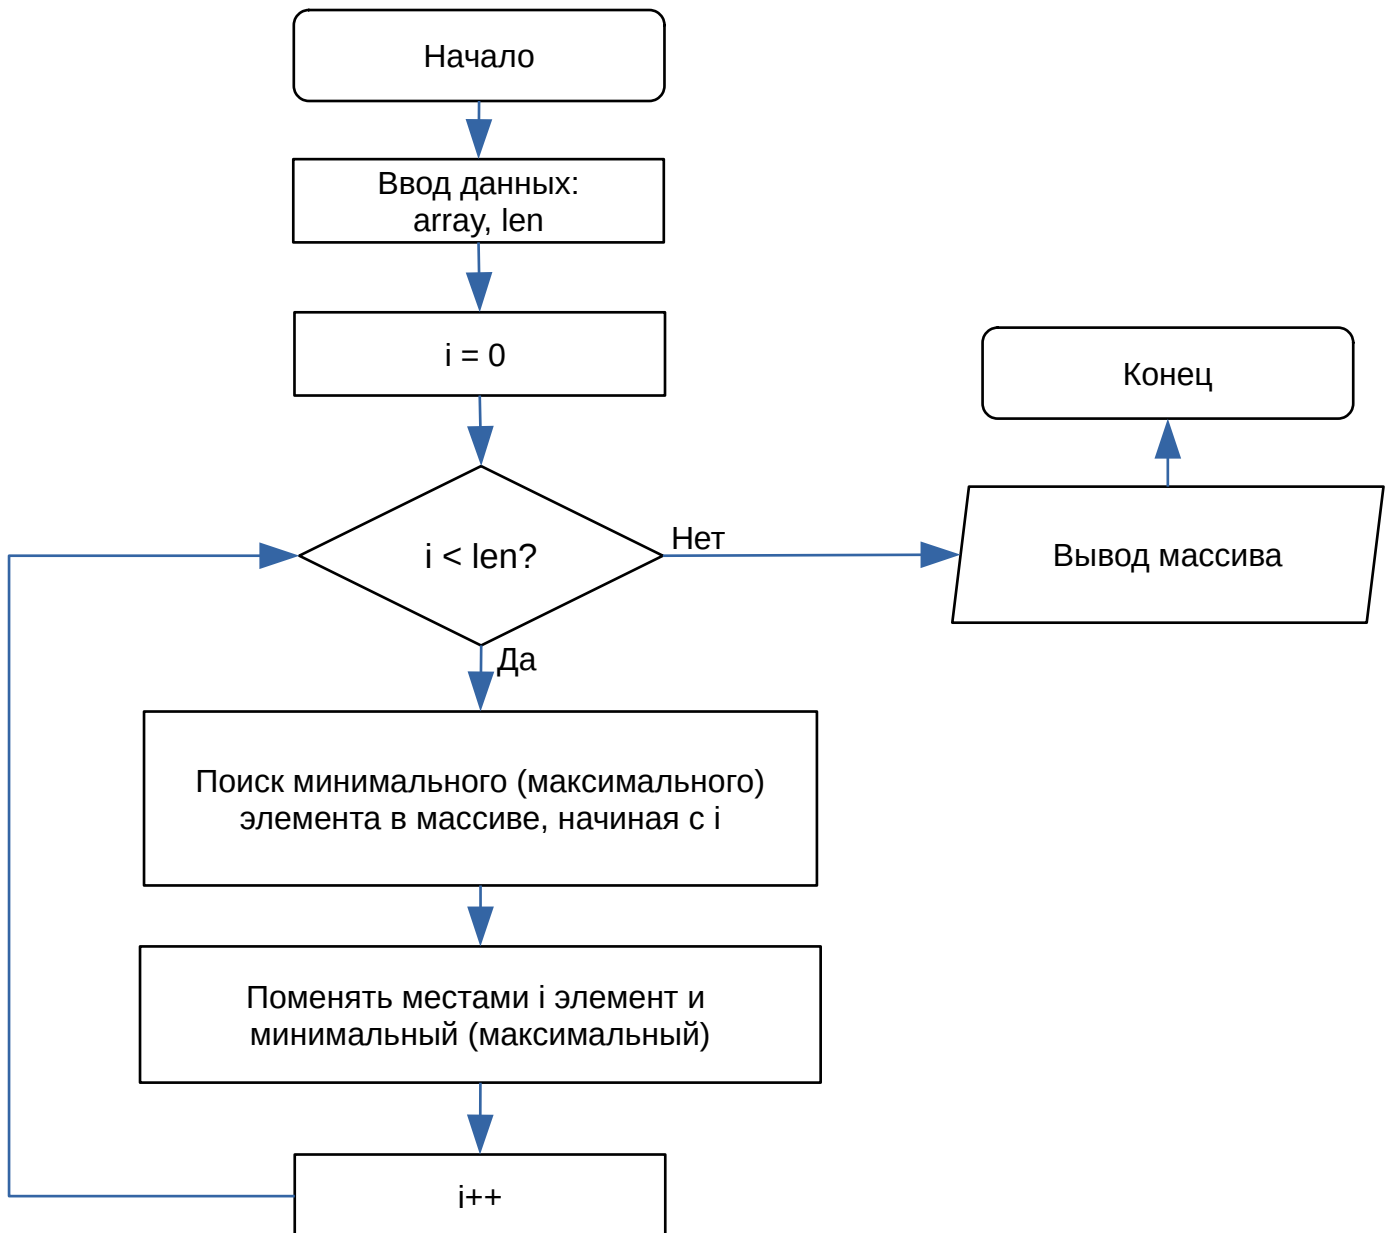 Начало
Ввод данных:
array, len
i = 0
i < len?
Нет
Вывод массива
Конец
Да
Поиск минимального (максимального)
элемента в массиве, начиная с i
Поменять местами i элемент и
минимальный (максимальный)
i++